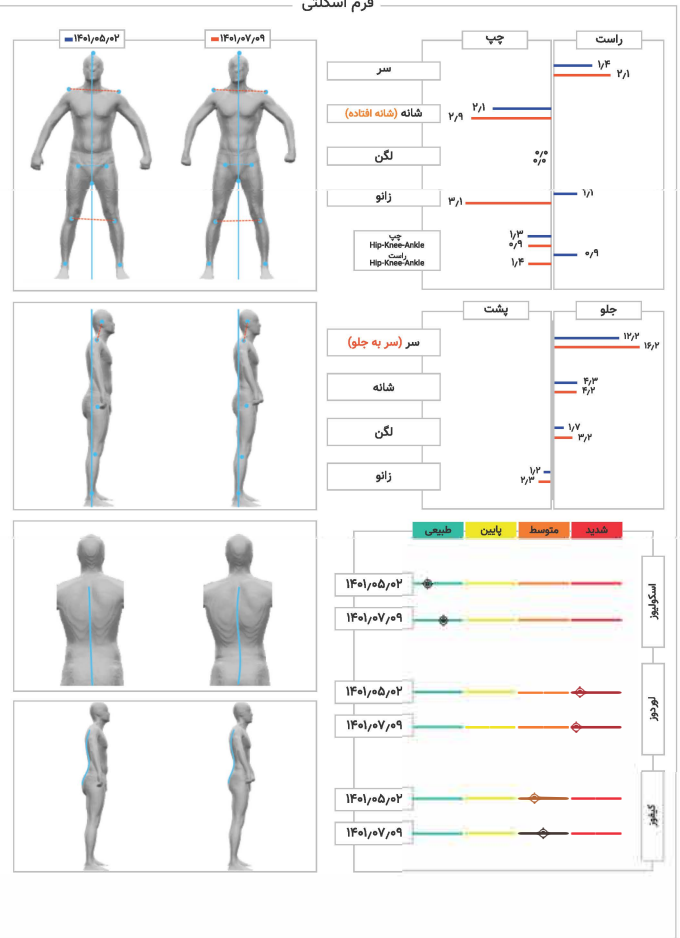 فرم اسکلتی
۱۴۰۱٫۰۵٫۰۲
۱۴۰۱٫۰۷٫۰۹
راست
چپ
سر
۱٫۴
۲٫۱
شانه (شانه افتاده)
۲٫۱
۲٫۹
لگن
۰٫۰
۰٫۰
زانو
۱٫۱
۳٫۱
چپ
Hip-Knee-Ankle
راست
Hip-Knee-Ankle
۱٫۳
۰٫۹
۰٫۹
۱٫۴
جلو
پشت
سر (سر به جلو)
۱۲٫۲
۱۶٫۲
شانه
۴٫۳
۴٫۲
لگن
۱٫۷
۳٫۲
زانو
۱٫۲
۲٫۳
شدید
متوسط
پایین
طبیعی
اسکولیوز
۱۴۰۱٫۰۵٫۰۲
۱۴۰۱٫۰۷٫۰۹
لوردوز
۱۴۰۱٫۰۵٫۰۲
۱۴۰۱٫۰۷٫۰۹
کیفوز
۱۴۰۱٫۰۵٫۰۲
۱۴۰۱٫۰۷٫۰۹